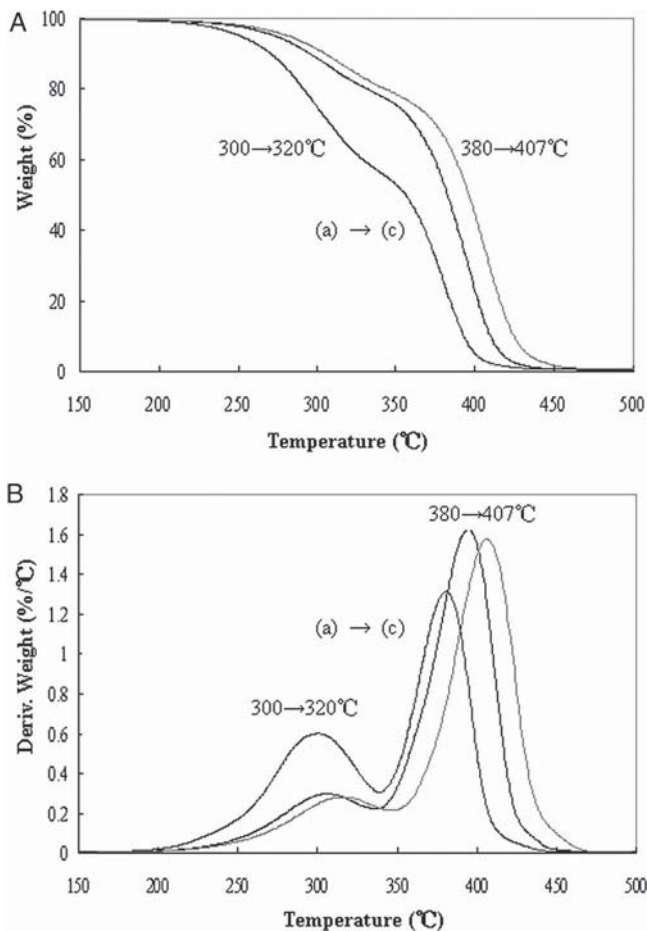 A
100
80
60
40
20
0
Weight (%)
300→320℃
380→407℃
(a) → (c)
150 200 250 300 350 400 450 500
Temperature (℃)
B
1.8
1.6
1.4
1.2
1
0.8
0.6
0.4
0.2
0
Deriv. Weight (%/℃)
380→407℃
(a) → (c)
300→320℃
150 200 250 300 350 400 450 500
Temperature (℃)